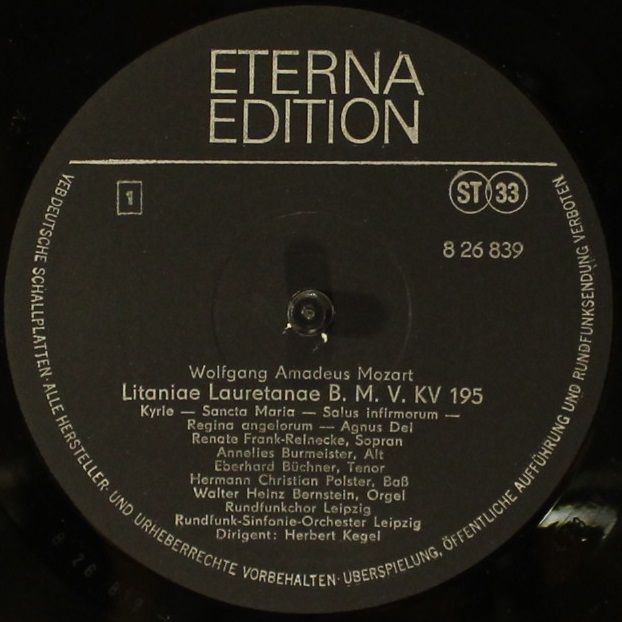 ETERNA
EDITION
1
ST 33
8 26 839
Wolfgang Amadeus Mozart
Litaniae Lauretanae B. M. V. KV 195
Kyrie — Sancta Maria — Salus infirmorum —
Regina angelorum — Agnus Dei
Renate Frank-Reinecke, Sopran
Annelies Burmeister, Alt
Eberhard Büchner, Tenor
Hermann Christian Polster, Baß
Walter Heinz Bernstein, Orgel
Rundfunkchor Leipzig
Rundfunk-Sinfonie-Orchester Leipzig
Dirigent: Herbert Kegel
VEB DEUTSCHE SCHALLPLATTEN · ALLE HERSTELLER- UND URHEBERRECHTE VORBEHALTEN · ÜBERSPIELUNG, ÖFFENTLICHE AUFFÜHRUNG UND RUNDFUNKSENDUNG VERBOTEN